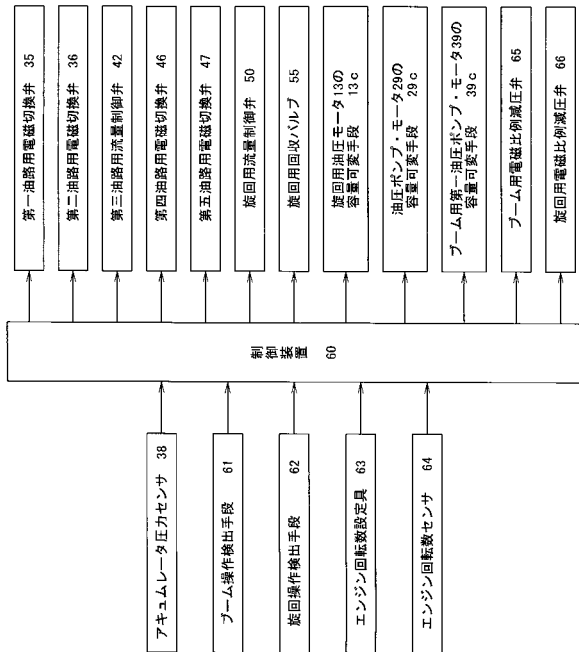 アキュムレータ圧力センサ 38
ブーム操作検出手段 61
旋回操作検出手段 62
エンジン回転数設定具 63
エンジン回転数センサ 64
制御装置 60
第一油路用電磁切換弁 35
第二油路用電磁切換弁 36
第三油路用流量制御弁 42
第四油路用電磁切換弁 46
第五油路用電磁切換弁 47
旋回用流量制御弁 50
旋回用回収バルブ 55
旋回用油圧モータ13の
容量可変手段 13c
油圧ポンプ・モータ29の
容量可変手段 29c
ブーム用第一油圧ポンプ・モータ39の
容量可変手段 39c
ブーム用電磁比例減圧弁 65
旋回用電磁比例減圧弁 66